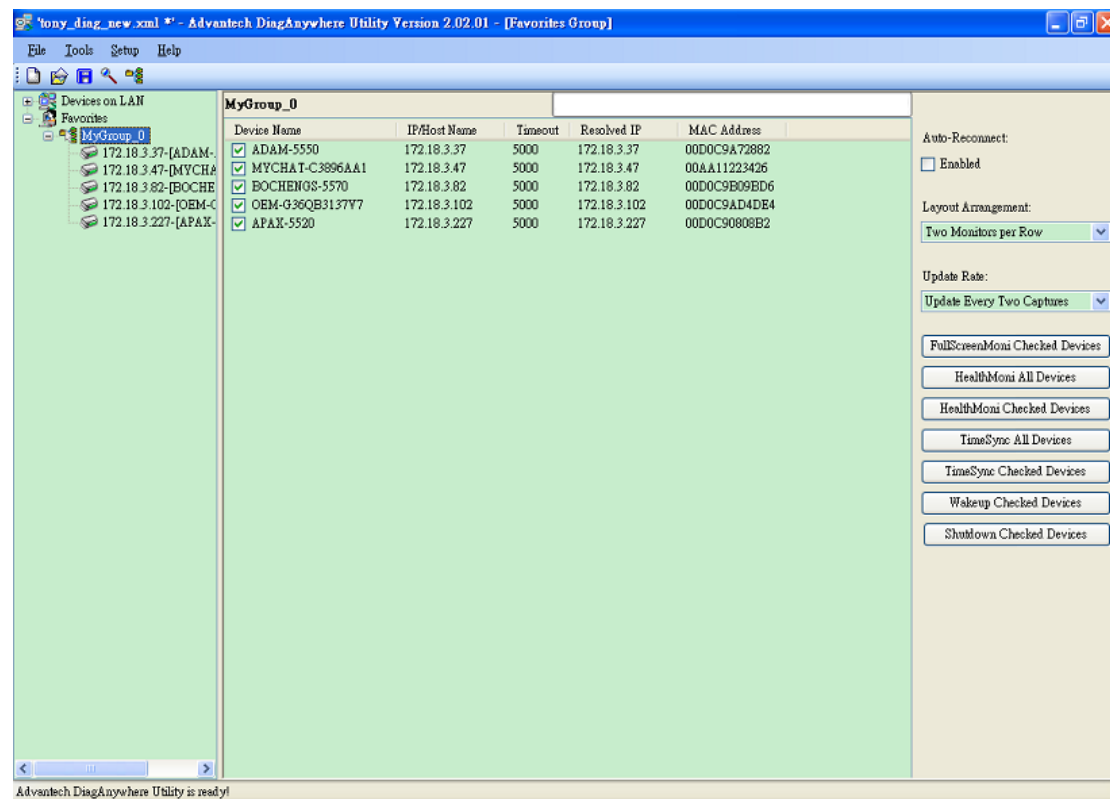 'tony_diag_new.xml *' - Advantech DiagAnywhere Utility Version 2.02.01 - [Favorites Group]
File Tools Setup Help
Devices on LAN
Favorites
MyGroup_0
172.18.3.37-[ADAM-
172.18.3.47-[MYCHA
172.18.3.82-[BOCHE
172.18.3.102-[OEM-G
172.18.3.227-[APAX-
MyGroup_0
Device Name IP/Host Name Timeout Resolved IP MAC Address
ADAM-5550 172.18.3.37 5000 172.18.3.37 00D0C9A72882
MYCHAT-C3896AA1 172.18.3.47 5000 172.18.3.47 00AA11223426
BOCHENGS-5570 172.18.3.82 5000 172.18.3.82 00D0C9B09BD6
OEM-G36QB3137V7 172.18.3.102 5000 172.18.3.102 00D0C9AD4DE4
APAX-5520 172.18.3.227 5000 172.18.3.227 00D0C90808B2
Auto-Reconnect:
Enabled
Layout Arrangement:
Two Monitors per Row
Update Rate:
Update Every Two Captures
FullScreenMoni Checked Devices
HealthMoni All Devices
HealthMoni Checked Devices
TimeSync All Devices
TimeSync Checked Devices
Wakeup Checked Devices
Shutdown Checked Devices
Advantech DiagAnywhere Utility is ready!